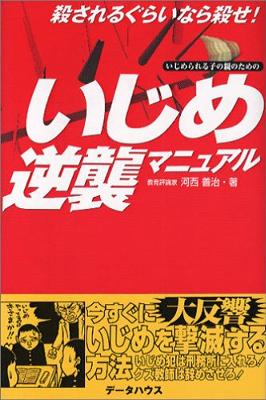 殺されるぐらいなら殺せ！
いじめられる子の親のための
いじめ
逆襲マニュアル
教育評論家 河西善治・著
大反響
今すぐに
いじめを撃滅する
方法
いじめ犯は刑務所に入れろ！
クズ教師は辞めさせろ！
データハウス